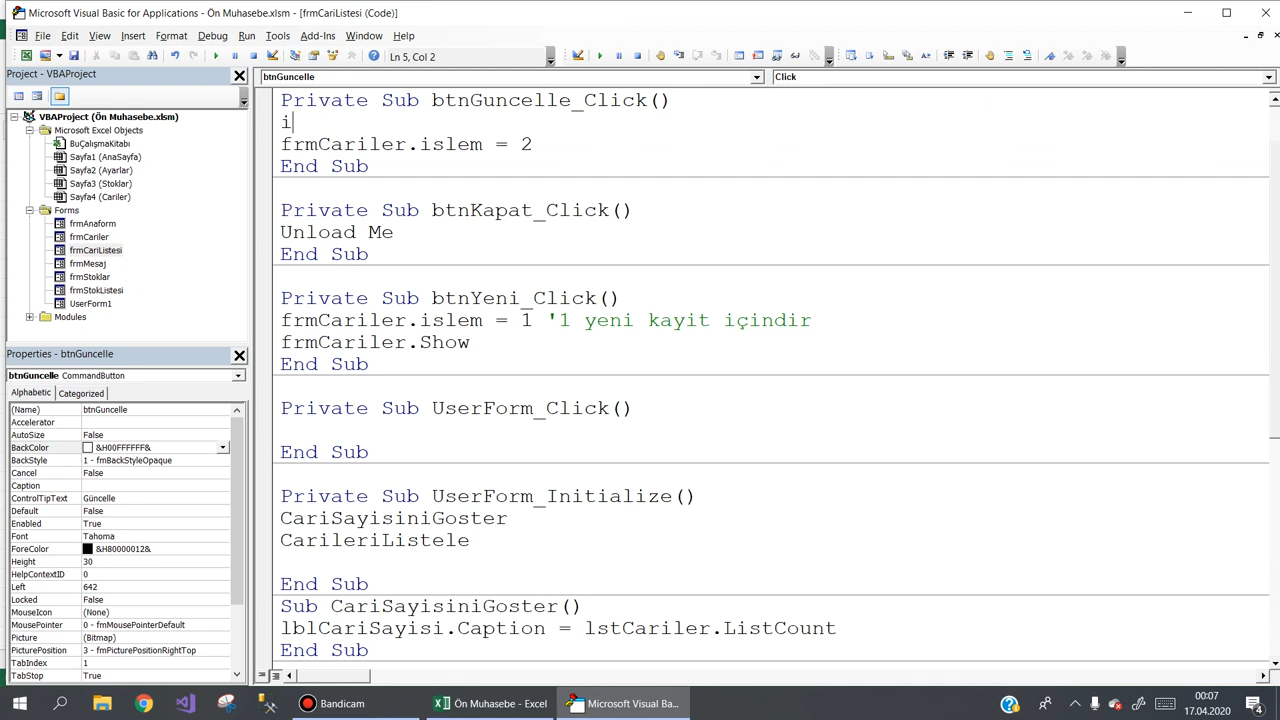 Microsoft Visual Basic for Applications - Ön Muhasebe.xlsm - [frmCariListesi (Code)]
File Edit View Insert Format Debug Run Tools Add-Ins Window Help
Ln 5, Col 2
Project - VBAProject
VBAProject (Ön Muhasebe.xlsm)
Microsoft Excel Objects
BuÇalışmaKitabı
Sayfa1 (AnaSayfa)
Sayfa2 (Ayarlar)
Sayfa3 (Stoklar)
Sayfa4 (Cariler)
Forms
frmAnaform
frmCariler
frmCariListesi
frmMesaj
frmStoklar
frmStokListesi
UserForm1
Modules
Properties - btnGuncelle
btnGuncelle CommandButton
Alphabetic Categorized
(Name) btnGuncelle
Accelerator
AutoSize False
BackColor &H00FFFFFF&
BackStyle 1 - fmBackStyleOpaque
Cancel False
Caption
ControlTipText Güncelle
Default False
Enabled True
Font Tahoma
ForeColor &H80000012&
Height 30
HelpContextID 0
Left 642
Locked False
MouseIcon (None)
MousePointer 0 - fmMousePointerDefault
Picture (Bitmap)
PicturePosition 3 - fmPicturePositionRightTop
TabIndex 1
TabStop True
btnGuncelle Click
Private Sub btnGuncelle_Click()
i
frmCariler.islem = 2
End Sub
Private Sub btnKapat_Click()
Unload Me
End Sub
Private Sub btnYeni_Click()
frmCariler.islem = 1 '1 yeni kayit içindir
frmCariler.Show
End Sub
Private Sub UserForm_Click()
End Sub
Private Sub UserForm_Initialize()
CariSayisiniGoster
CarileriListele
End Sub
Sub CariSayisiniGoster()
lblCariSayisi.Caption = lstCariler.ListCount
End Sub
Bandicam
Ön Muhasebe - Excel
Microsoft Visual Ba...
00:07
17.04.2020
4